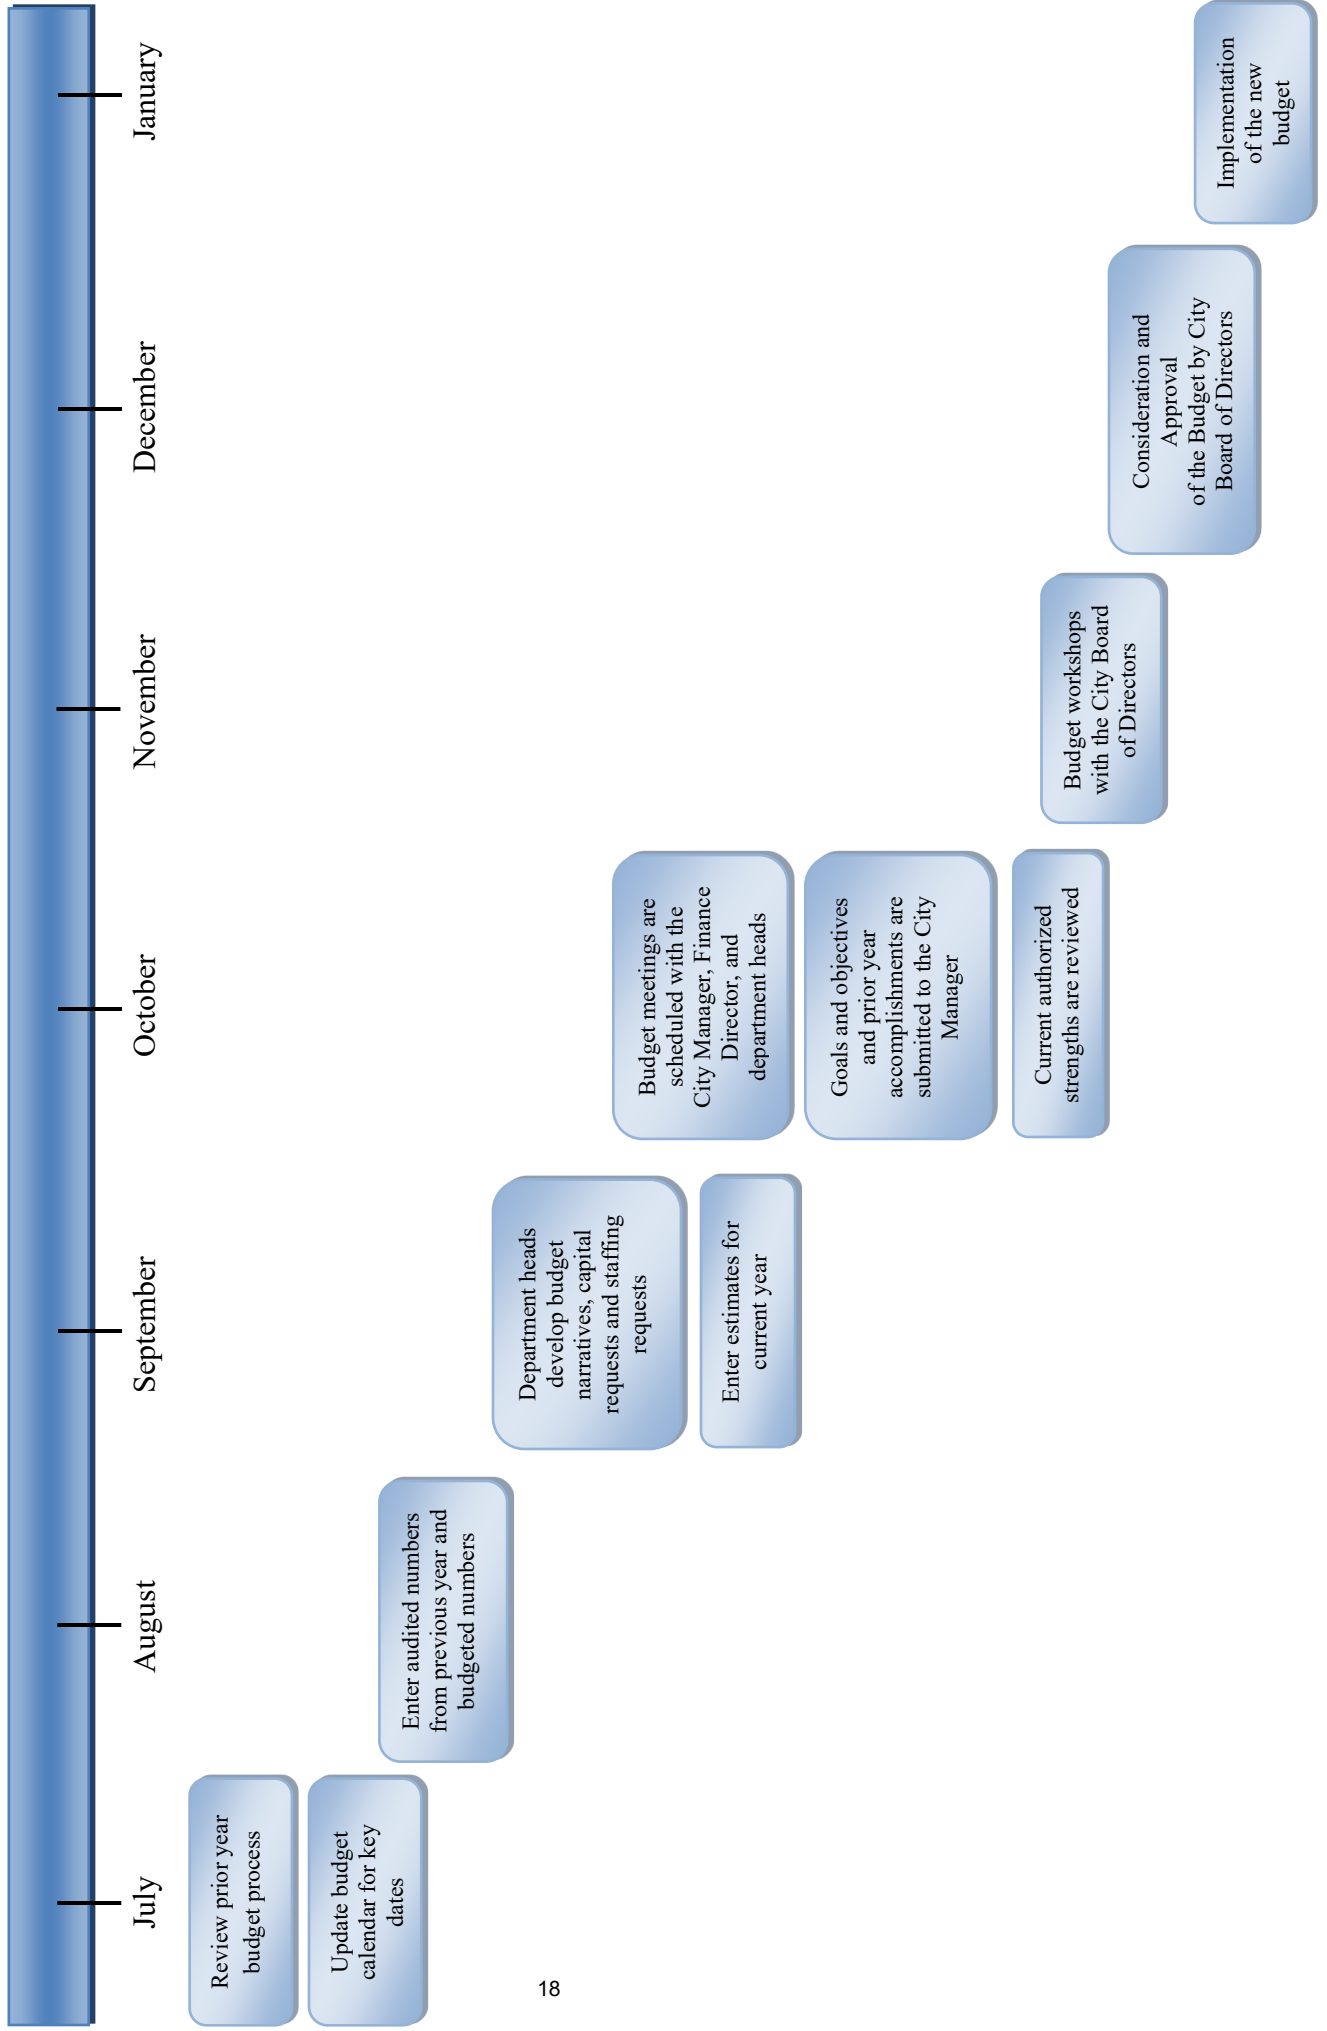 July
August
September
October
November
December
January
Review prior year
budget process
Update budget
calendar for key
dates
Enter audited numbers
from previous year and
budgeted numbers
Department heads
develop budget
narratives, capital
requests and staffing
requests
Enter estimates for
current year
Budget meetings are
scheduled with the
City Manager, Finance
Director, and
department heads
Goals and objectives
and prior year
accomplishments are
submitted to the City
Manager
Current authorized
strengths are reviewed
Budget workshops
with the City Board
of Directors
Consideration and
Approval
of the Budget by City
Board of Directors
Implementation
of the new
budget
18